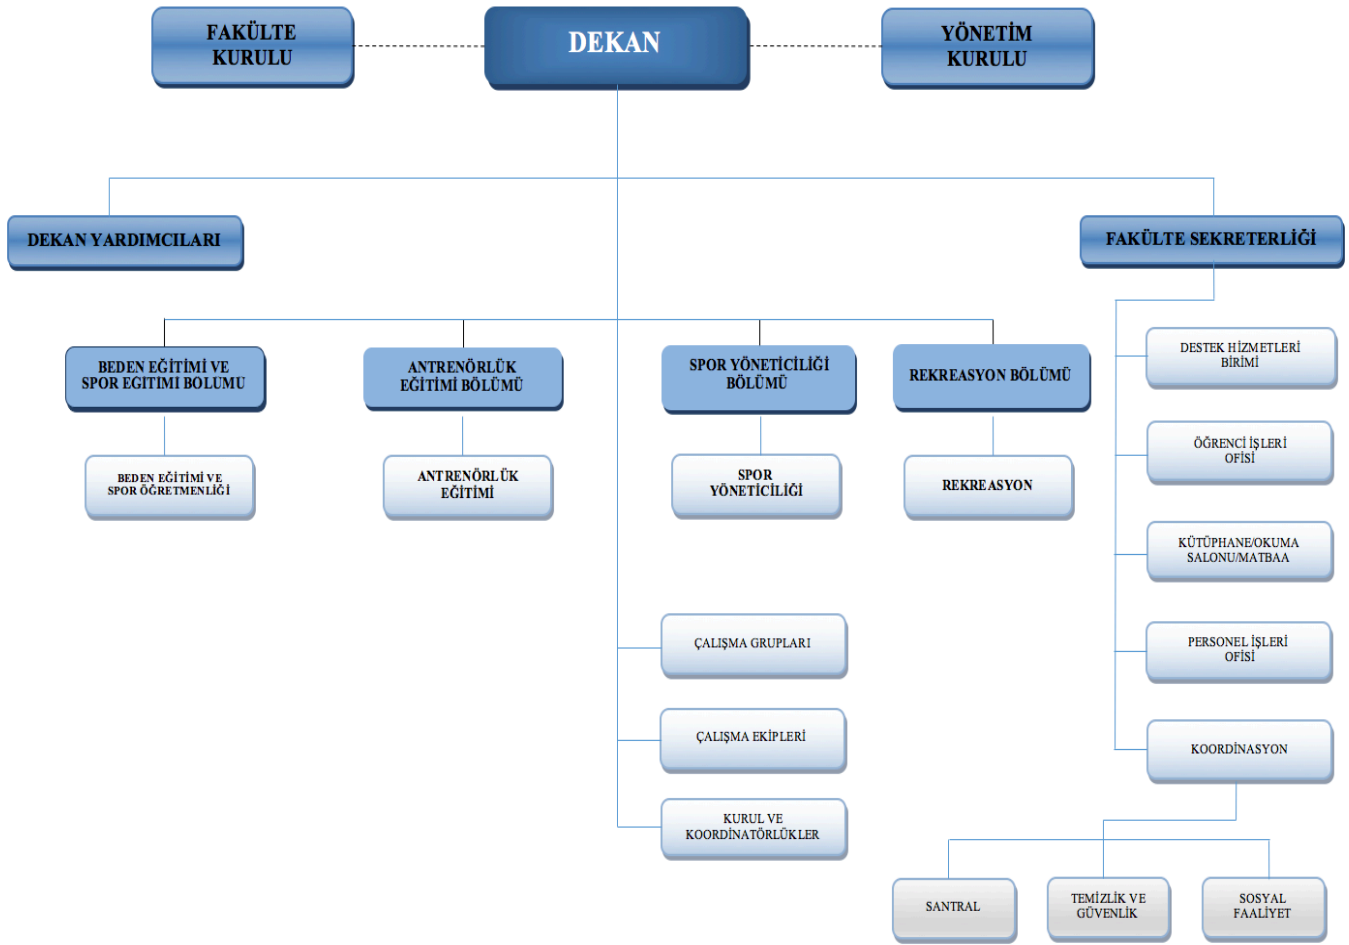 FAKÜLTE
KURULU
DEKAN
YÖNETİM
KURULU
DEKAN YARDIMCILARI
FAKÜLTE SEKRETERLİĞİ
BEDEN EĞİTİMİ VE
SPOR EGITIMI BÖLUMU
ANTRENÖRLÜK
EĞİTİMİ BÖLÜMÜ
SPOR YÖNETİCİLİĞİ
BÖLÜMÜ
REKREASYON BÖLÜMÜ
BEDEN EĞİTİMİ VE
SPOR ÖĞRETMENLİĞİ
ANTRENÖRLÜK
EĞİTİMİ
SPOR
YÖNETİCİLİĞİ
REKREASYON
DESTEK HİZMETLERİ
BİRİMİ
ÖĞRENCİ İŞLERİ
OFİSİ
KÜTÜPHANE/OKUMA
SALONU/MATBAA
PERSONEL İŞLERİ
OFİSİ
KOORDİNASYON
ÇALIŞMA GRUPLARI
ÇALIŞMA EKİPLERİ
KURUL VE
KOORDİNATÖRLÜKLER
SANTRAL
TEMİZLİK VE
GÜVENLİK
SOSYAL
FAALİYET